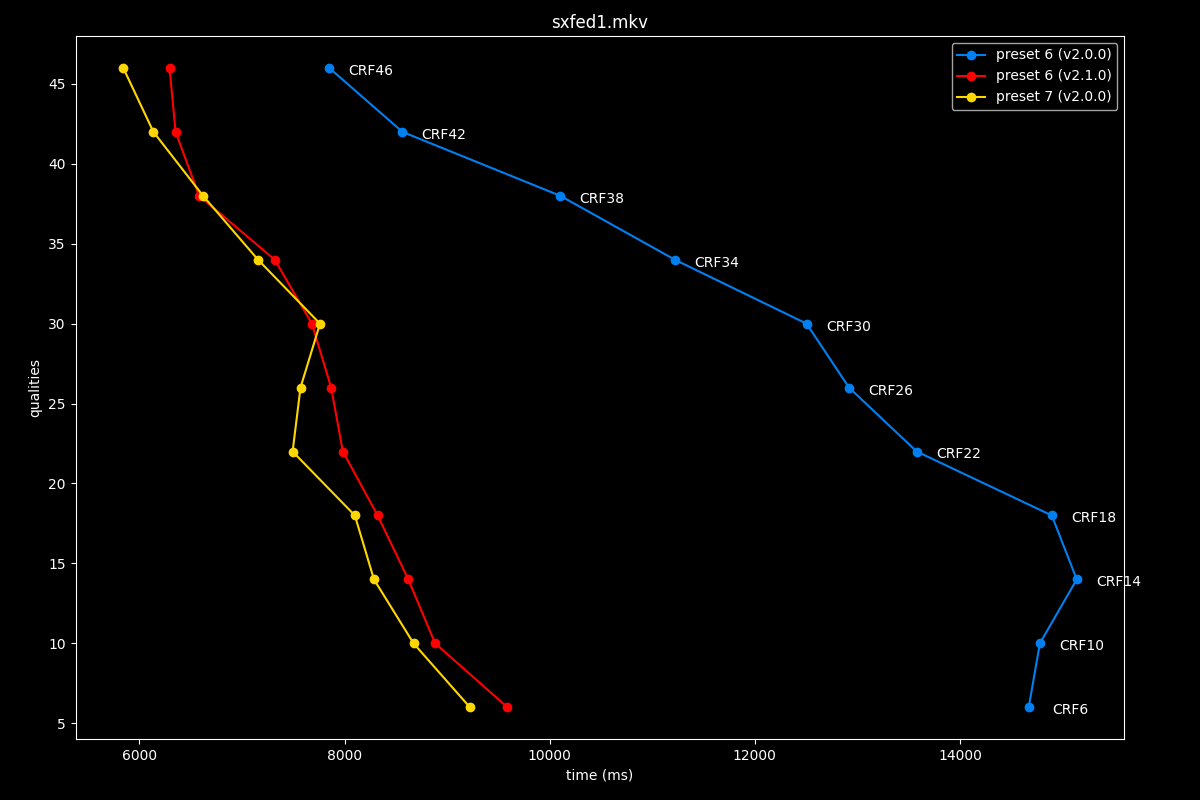 sxfed1.mkv
preset 6 (v2.0.0)
preset 6 (v2.1.0)
preset 7 (v2.0.0)
CRF46
CRF42
CRF38
CRF34
CRF30
CRF26
CRF22
CRF18
CRF14
CRF10
CRF6
45
40
35
30
25
20
15
10
5
qualities
6000
8000
10000
12000
14000
time (ms)